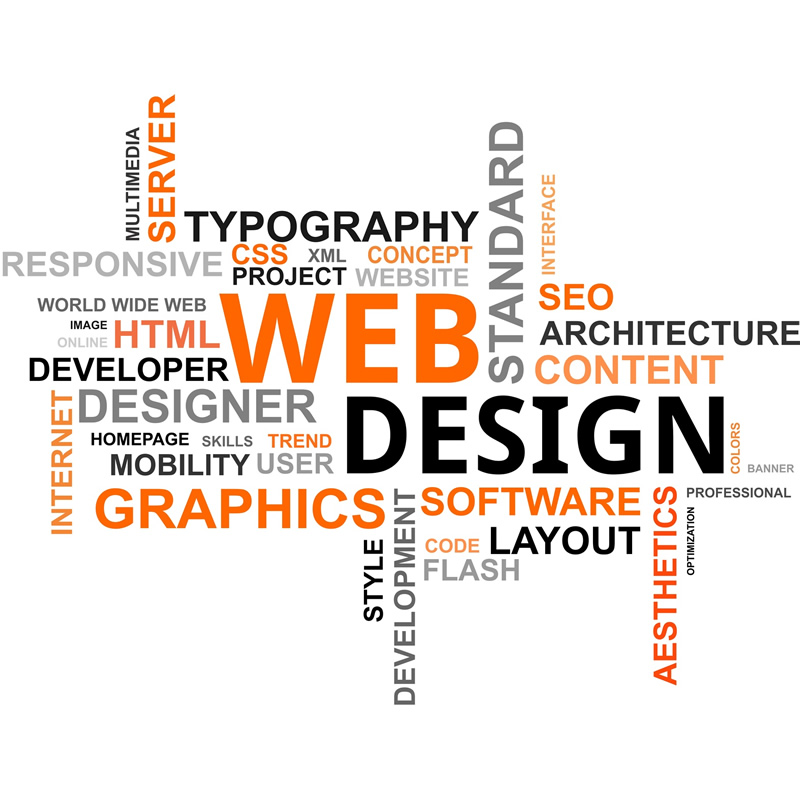 MULTIMEDIA
SERVER
TYPOGRAPHY
STANDARD
INTERFACE
RESPONSIVE
CSS
XML
CONCEPT
PROJECT
WEBSITE
WORLD WIDE WEB
IMAGE
ONLINE
HTML
WEB
SEO
ARCHITECTURE
DEVELOPER
CONTENT
INTERNET
DESIGNER
DESIGN
COLORS
BANNER
HOMEPAGE
SKILLS
TREND
MOBILITY
USER
GRAPHICS
SOFTWARE
AESTHETICS
PROFESSIONAL
OPTIMIZATION
STYLE
DEVELOPMENT
CODE
LAYOUT
FLASH